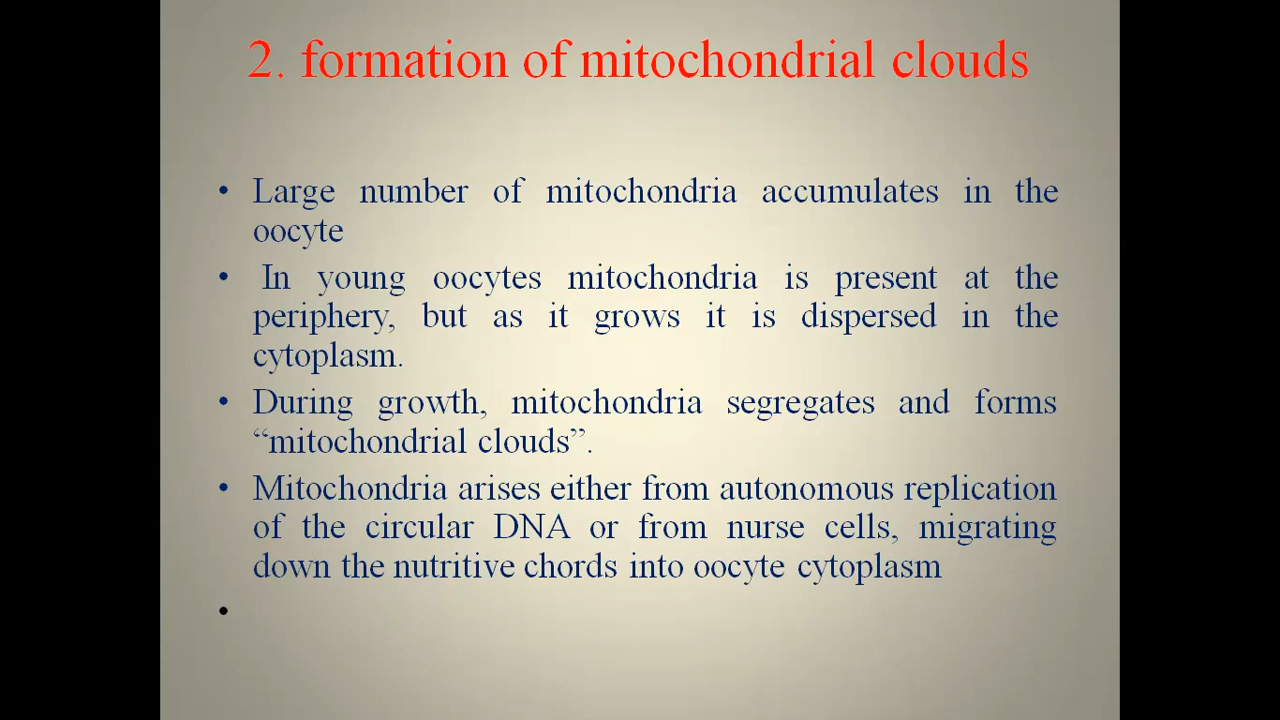 2. formation of mitochondrial clouds
• Large number of mitochondria accumulates in the
oocyte
• In young oocytes mitochondria is present at the
periphery, but as it grows it is dispersed in the
cytoplasm.
• During growth, mitochondria segregates and forms
“mitochondrial clouds”.
• Mitochondria arises either from autonomous replication
of the circular DNA or from nurse cells, migrating
down the nutritive chords into oocyte cytoplasm
•